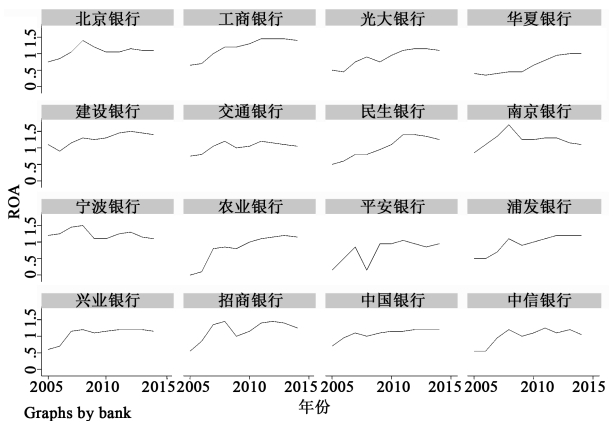 北京银行 工商银行 光大银行 华夏银行
0.5 1 1.5
建设银行 交通银行 民生银行 南京银行
0 0.5 1 1.5
宁波银行 农业银行 平安银行 浦发银行
0 0.5 1 1.5
兴业银行 招商银行 中国银行 中信银行
0 0.5 1 1.5
ROA
2005 2010 2015 2005 2010 2015 2005 2010 2015 2005 2010 2015
年份
Graphs by bank